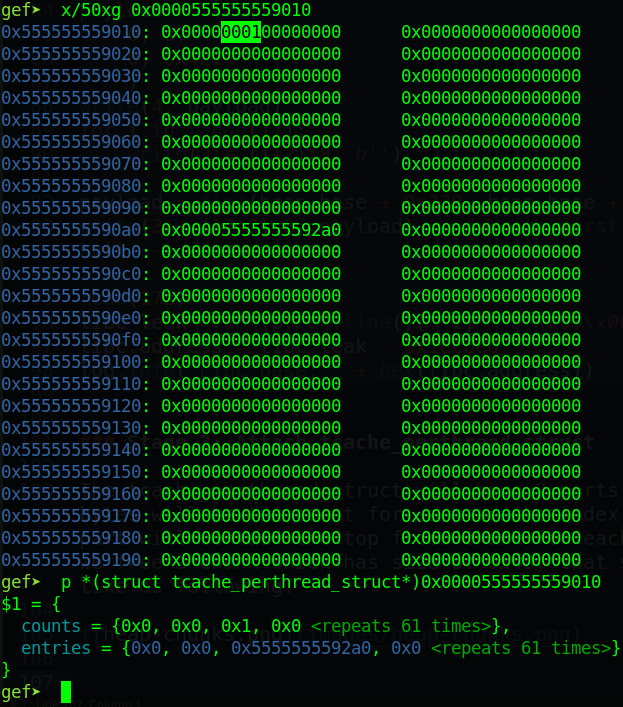 gef➤  x/50xg 0x0000555555559010
0x555555559010: 0x0000000100000000 0x0000000000000000
0x555555559020: 0x0000000000000000 0x0000000000000000
0x555555559030: 0x0000000000000000 0x0000000000000000
0x555555559040: 0x0000000000000000 0x0000000000000000
0x555555559050: 0x0000000000000000 0x0000000000000000
0x555555559060: 0x0000000000000000 0x0000000000000000
0x555555559070: 0x0000000000000000 0x0000000000000000
0x555555559080: 0x0000000000000000 0x0000000000000000
0x555555559090: 0x0000000000000000 0x0000000000000000
0x5555555590a0: 0x00005555555592a0 0x0000000000000000
0x5555555590b0: 0x0000000000000000 0x0000000000000000
0x5555555590c0: 0x0000000000000000 0x0000000000000000
0x5555555590d0: 0x0000000000000000 0x0000000000000000
0x5555555590e0: 0x0000000000000000 0x0000000000000000
0x5555555590f0: 0x0000000000000000 0x0000000000000000
0x555555559100: 0x0000000000000000 0x0000000000000000
0x555555559110: 0x0000000000000000 0x0000000000000000
0x555555559120: 0x0000000000000000 0x0000000000000000
0x555555559130: 0x0000000000000000 0x0000000000000000
0x555555559140: 0x0000000000000000 0x0000000000000000
0x555555559150: 0x0000000000000000 0x0000000000000000
0x555555559160: 0x0000000000000000 0x0000000000000000
0x555555559170: 0x0000000000000000 0x0000000000000000
0x555555559180: 0x0000000000000000 0x0000000000000000
0x555555559190: 0x0000000000000000 0x0000000000000000
gef➤  p *(struct tcache_perthread_struct*)0x0000555555559010
$1 = {
  counts = {0x0, 0x0, 0x1, 0x0 <repeats 61 times>},
  entries = {0x0, 0x0, 0x5555555592a0, 0x0 <repeats 61 times>}
}
gef➤